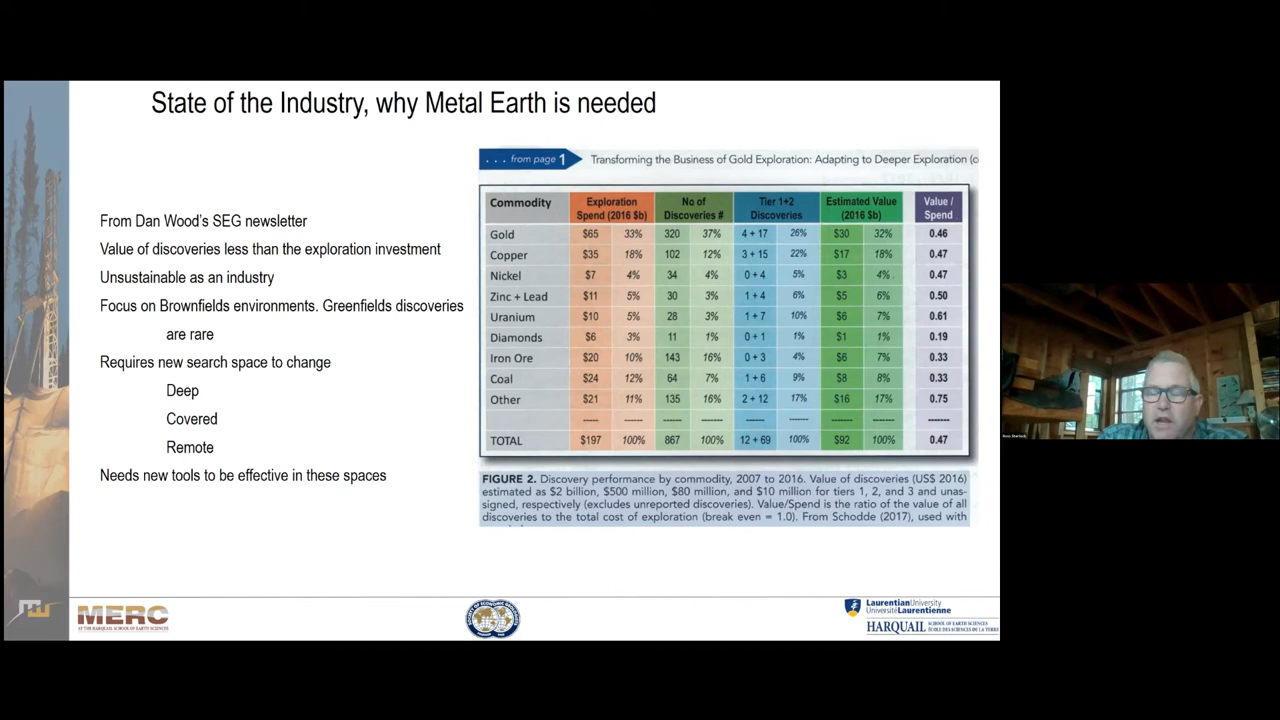 State of the Industry, why Metal Earth is needed
From Dan Wood's SEG newsletter
Value of discoveries less than the exploration investment
Unsustainable as an industry
Focus on Brownfields environments. Greenfields discoveries
are rare
Requires new search space to change
Deep
Covered
Remote
Needs new tools to be effective in these spaces
. . . from page 1 Transforming the Business of Gold Exploration: Adapting to Deeper Exploration (c
Commodity Exploration Spend (2016 $b) No of Discoveries # Tier 1+2 Discoveries Estimated Value (2016 $b) Value / Spend
Gold $65 33% 320 37% 4 + 17 26% $30 32% 0.46
Copper $35 18% 102 12% 3 + 15 22% $17 18% 0.47
Nickel $7 4% 34 4% 0 + 4 5% $3 4% 0.47
Zinc + Lead $11 5% 30 3% 1 + 4 6% $5 6% 0.50
Uranium $10 5% 28 3% 1 + 7 10% $6 7% 0.61
Diamonds $6 3% 11 1% 0 + 1 1% $1 1% 0.19
Iron Ore $20 10% 143 16% 0 + 3 4% $6 7% 0.33
Coal $24 12% 64 7% 1 + 6 9% $8 8% 0.33
Other $21 11% 135 16% 2 + 12 17% $16 17% 0.75
TOTAL $197 100% 867 100% 12 + 69 100% $92 100% 0.47
FIGURE 2. Discovery performance by commodity, 2007 to 2016. Value of discoveries (US$ 2016)
estimated as $2 billion, $500 million, $80 million, and $10 million for tiers 1, 2, and 3 and unas-
signed, respectively (excludes unreported discoveries). Value/Spend is the ratio of the value of all
discoveries to the total cost of exploration (break even = 1.0). From Schodde (2017), used with
MERC
AT THE HARQUAIL SCHOOL OF EARTH SCIENCES
LaurentianUniversity
UniversitéLaurentienne
HARQUAIL SCHOOL OF EARTH SCIENCES
ÉCOLE DES SCIENCES DE LA TERRE